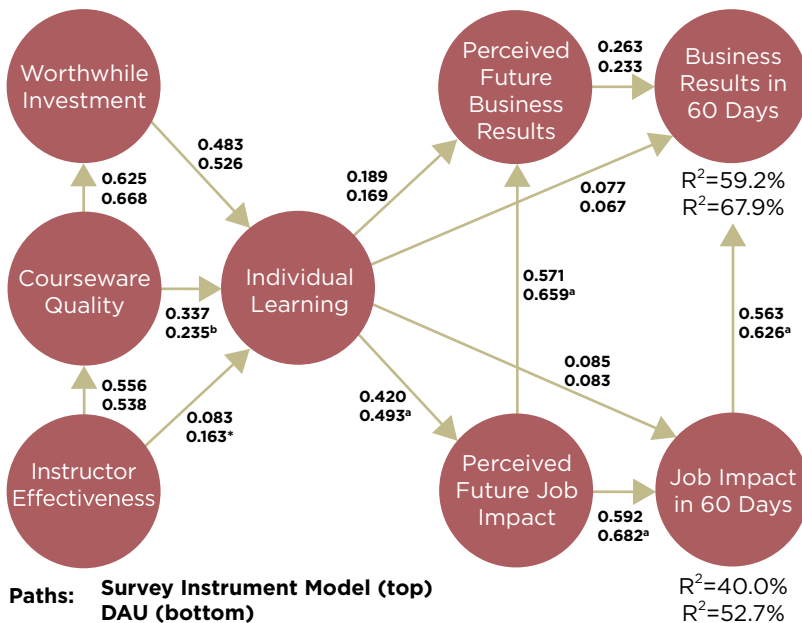 Worthwhile
Investment
Perceived
Future
Business
Results
0.263
0.233
Business
Results in
60 Days
R²=59.2%
R²=67.9%
0.483
0.526
0.625
0.668
0.189
0.169
0.077
0.067
Courseware
Quality
0.337
0.235ᵇ
Individual
Learning
0.571
0.659ᵃ
0.563
0.626ᵃ
0.556
0.538
0.083
0.163*
0.420
0.493ᵃ
0.085
0.083
Instructor
Effectiveness
Perceived
Future Job
Impact
0.592
0.682ᵃ
Job Impact
in 60 Days
R²=40.0%
R²=52.7%
Paths: Survey Instrument Model (top)
DAU (bottom)